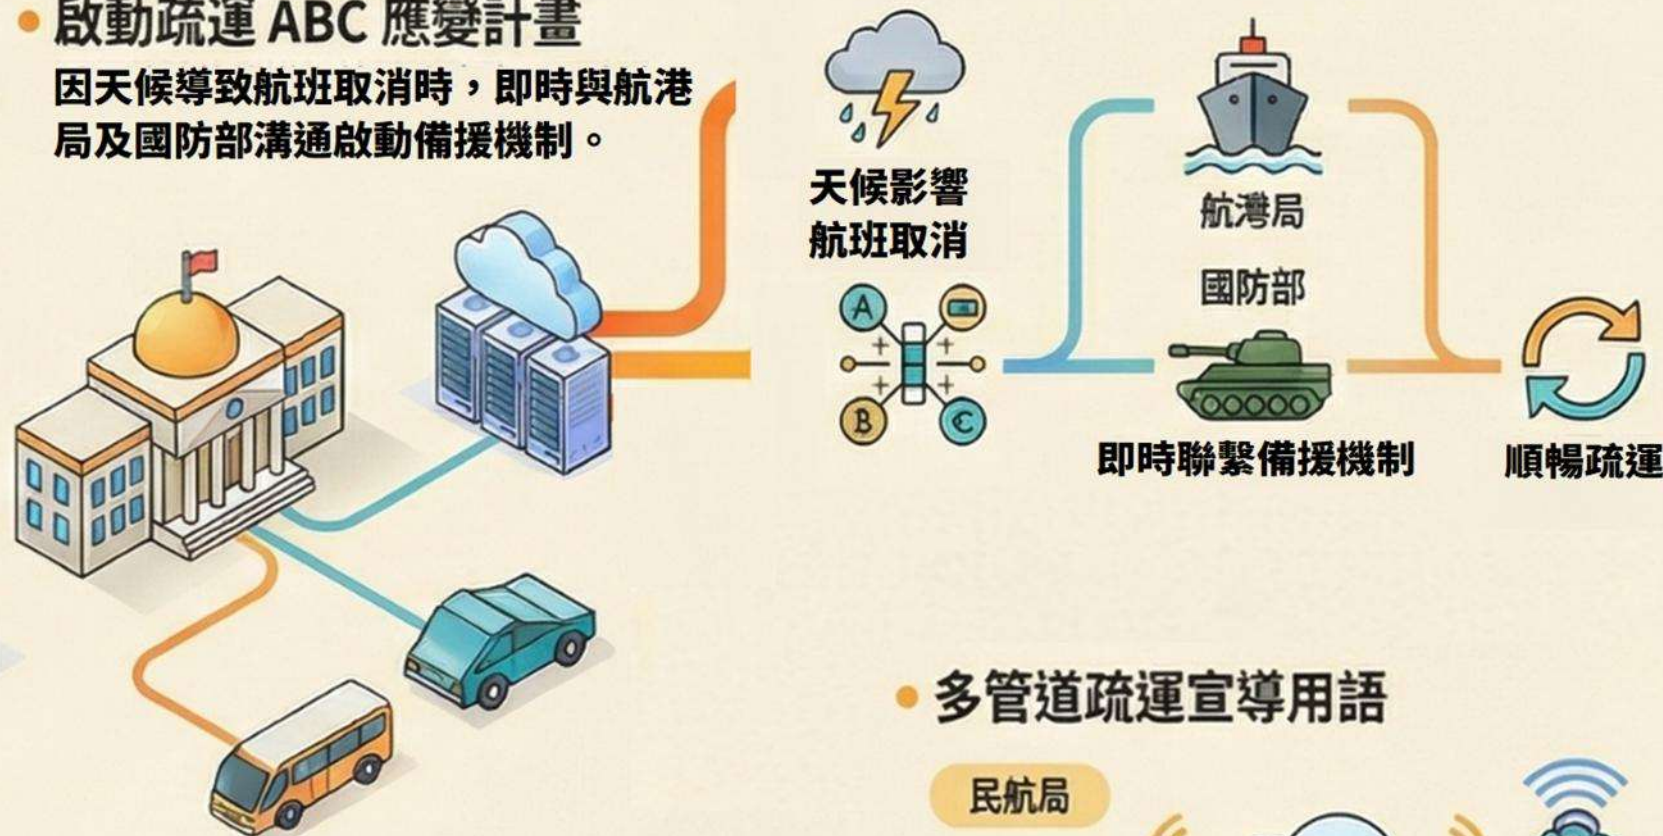 啟動疏運 ABC 應變計畫
因天候導致航班取消時，即時與航港
局及國防部溝通啟動備援機制。
天候影響
航班取消
A
B
€
航灣局
國防部
即時聯繫備援機制
順暢疏運
多管道疏運宣導用語
民航局